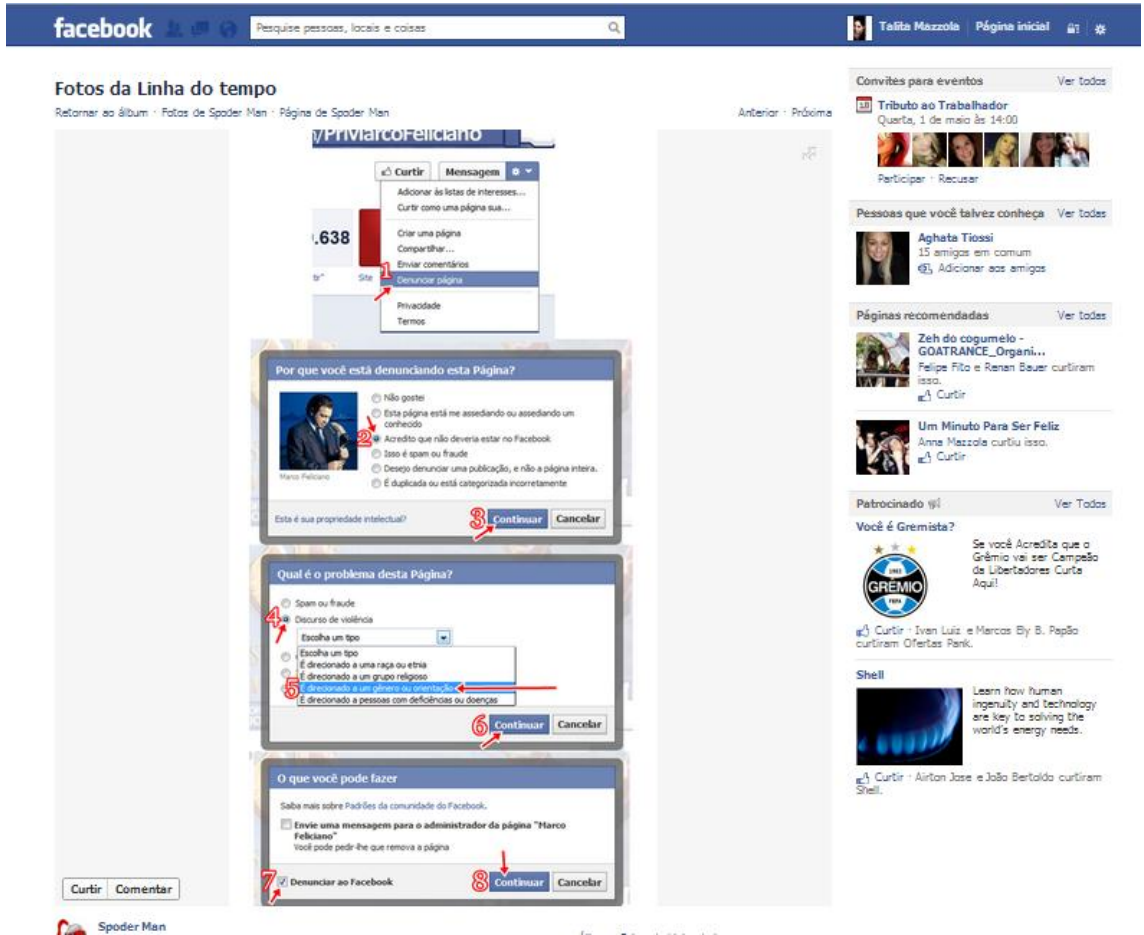 facebook
Pesquise pessoas, locais e coisas
Talita Mazzola
Página inicial
Fotos da Linha do tempo
Retornar ao álbum · Fotos de Spoder Man · Página de Spoder Man
Anterior · Próxima
Curtir
Mensagem
Adicionar às listas de interesses...
Curtir como uma página sua...
Criar uma página
.638
Compartilhar...
Enviar comentários
1
Site
Denunciar página
Privacidade
Termos
Por que você está denunciando esta Página?
Não gostei
Esta página está me assediando ou assediando um
conhecido
2
Acredito que não deveria estar no Facebook
Isso é spam ou fraude
Desejo denunciar uma publicação, e não a página inteira.
É duplicada ou está categorizada incorretamente
Marco Feliciano
Esta é sua propriedade intelectual?
3
Continuar
Cancelar
Qual é o problema desta Página?
Spam ou fraude
4
Discurso de violência
Escolha um tipo
Escolha um tipo
É direcionado a uma raça ou etnia
É direcionado a um grupo religioso
5
É direcionado a um gênero ou orientação
É direcionado a pessoas com deficiências ou doenças
6
Continuar
Cancelar
O que você pode fazer
Saiba mais sobre Padrões da comunidade do Facebook.
Envie uma mensagem para o administrador da página "Marco
Feliciano"
Você pode pedir-lhe que remova a página
7
Denunciar ao Facebook
8
Continuar
Cancelar
Curtir
Comentar
Spoder Man
Convites para eventos
Ver todos
Tributo ao Trabalhador
Quarta, 1 de maio às 14:00
Participar · Recusar
Pessoas que você talvez conheça
Ver todas
Aghata Tiossi
15 amigos em comum
Adicionar aos amigos
Páginas recomendadas
Ver todas
Zeh do cogumelo -
GOATRANCE_Organi...
Felipe Fito e Renan Bauer curtiram
isso.
Curtir
Um Minuto Para Ser Feliz
Anna Mazzola curtiu isso.
Curtir
Patrocinado
Ver Todos
Você é Gremista?
Se você Acredita que o
Grêmio vai ser Campeão
da Libertadores Curta
Aqui!
1903
GRÊMIO
FBPA
Curtir · Ivan Luiz e Marcos Ely B. Papão
curtiram Ofertas Pank.
Shell
Learn how human
ingenuity and technology
are key to solving the
world's energy needs.
Curtir · Airton Jose e João Bertoldo curtiram
Shell.